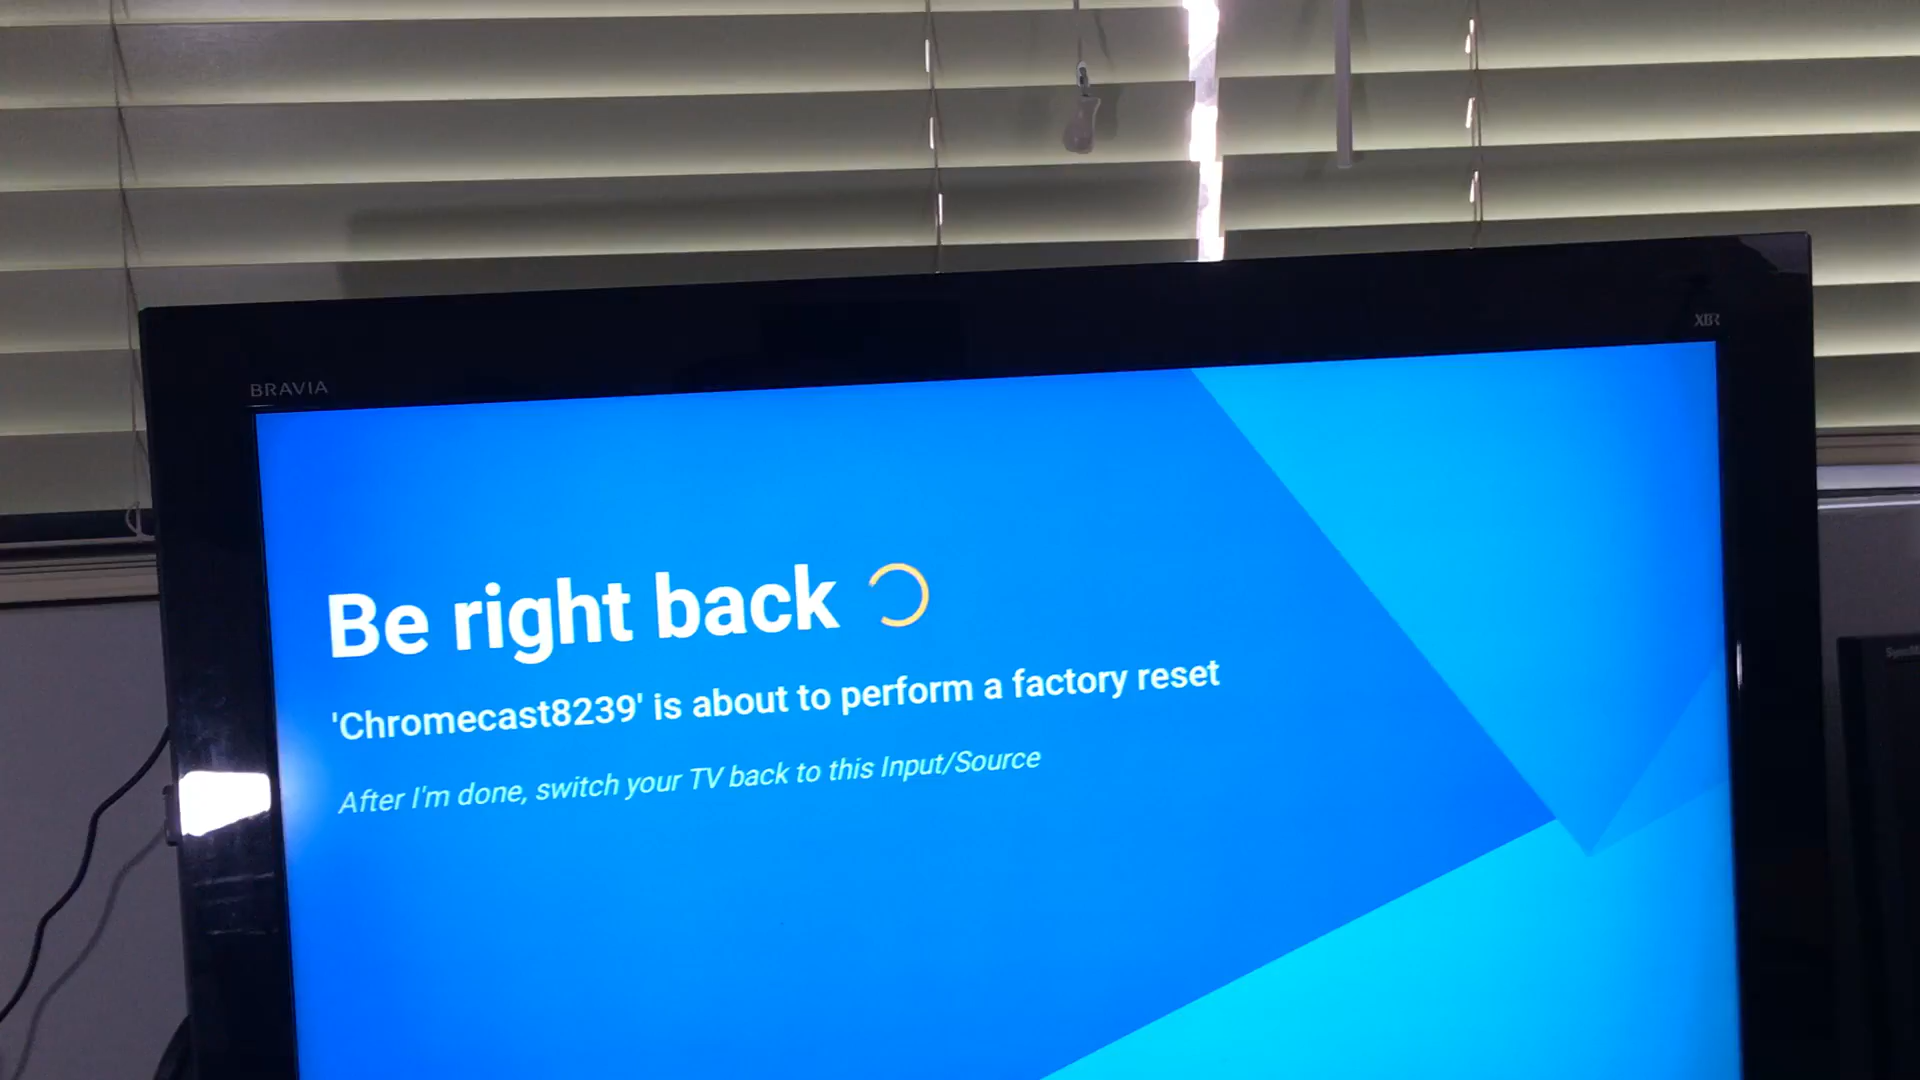 XBR
BRAVIA
Be right back
'Chromecast8239' is about to perform a factory reset
After I'm done, switch your TV back to this Input/Source